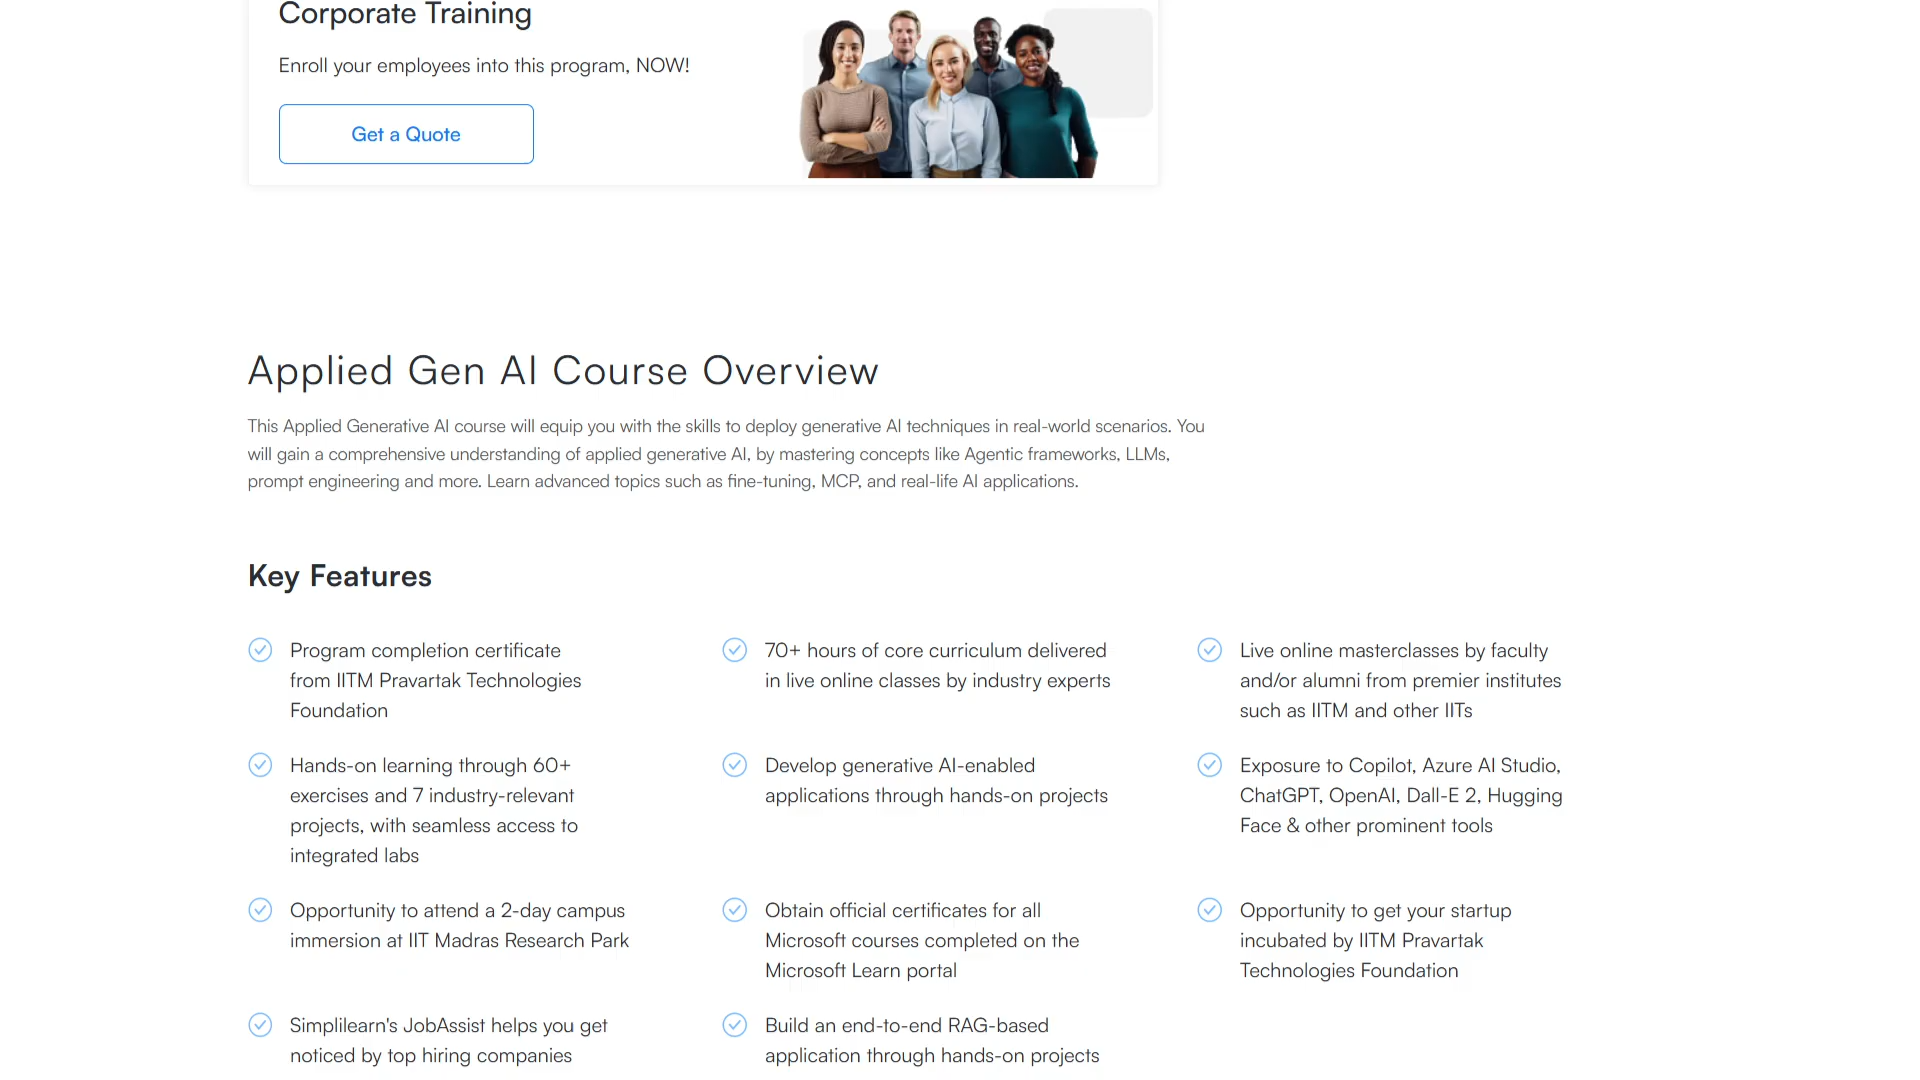 Corporate Training
Enroll your employees into this program, NOW!
Get a Quote
Applied Gen AI Course Overview
This Applied Generative AI course will equip you with the skills to deploy generative AI techniques in real-world scenarios. You
will gain a comprehensive understanding of applied generative AI, by mastering concepts like Agentic frameworks, LLMs,
prompt engineering and more. Learn advanced topics such as fine-tuning, MCP, and real-life AI applications.
Key Features
Program completion certificate
from IITM Pravartak Technologies
Foundation
70+ hours of core curriculum delivered
in live online classes by industry experts
Live online masterclasses by faculty
and/or alumni from premier institutes
such as IITM and other IITs
Hands-on learning through 60+
exercises and 7 industry-relevant
projects, with seamless access to
integrated labs
Develop generative AI-enabled
applications through hands-on projects
Exposure to Copilot, Azure AI Studio,
ChatGPT, OpenAI, Dall-E 2, Hugging
Face & other prominent tools
Opportunity to attend a 2-day campus
immersion at IIT Madras Research Park
Obtain official certificates for all
Microsoft courses completed on the
Microsoft Learn portal
Opportunity to get your startup
incubated by IITM Pravartak
Technologies Foundation
Simplilearn's JobAssist helps you get
noticed by top hiring companies
Build an end-to-end RAG-based
application through hands-on projects